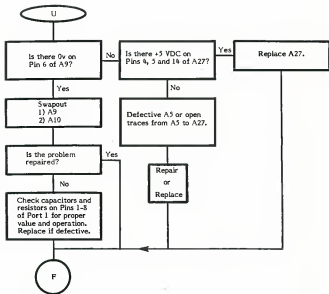 U
Is there 0v on
Pin 6 of A9?
No
Is there +5 VDC on
Pins 4, 5 and 14 of A27?
Yes
Replace A27.
Yes
No
Swapout
1) A9
2) A10
Defective A5 or open
traces from A5 to A27.
Is the problem
repaired?
Yes
Repair
or
Replace
No
Check capacitors and
resistors on Pins 1-8
of Port 1 for proper
value and operation.
Replace if defective.
F